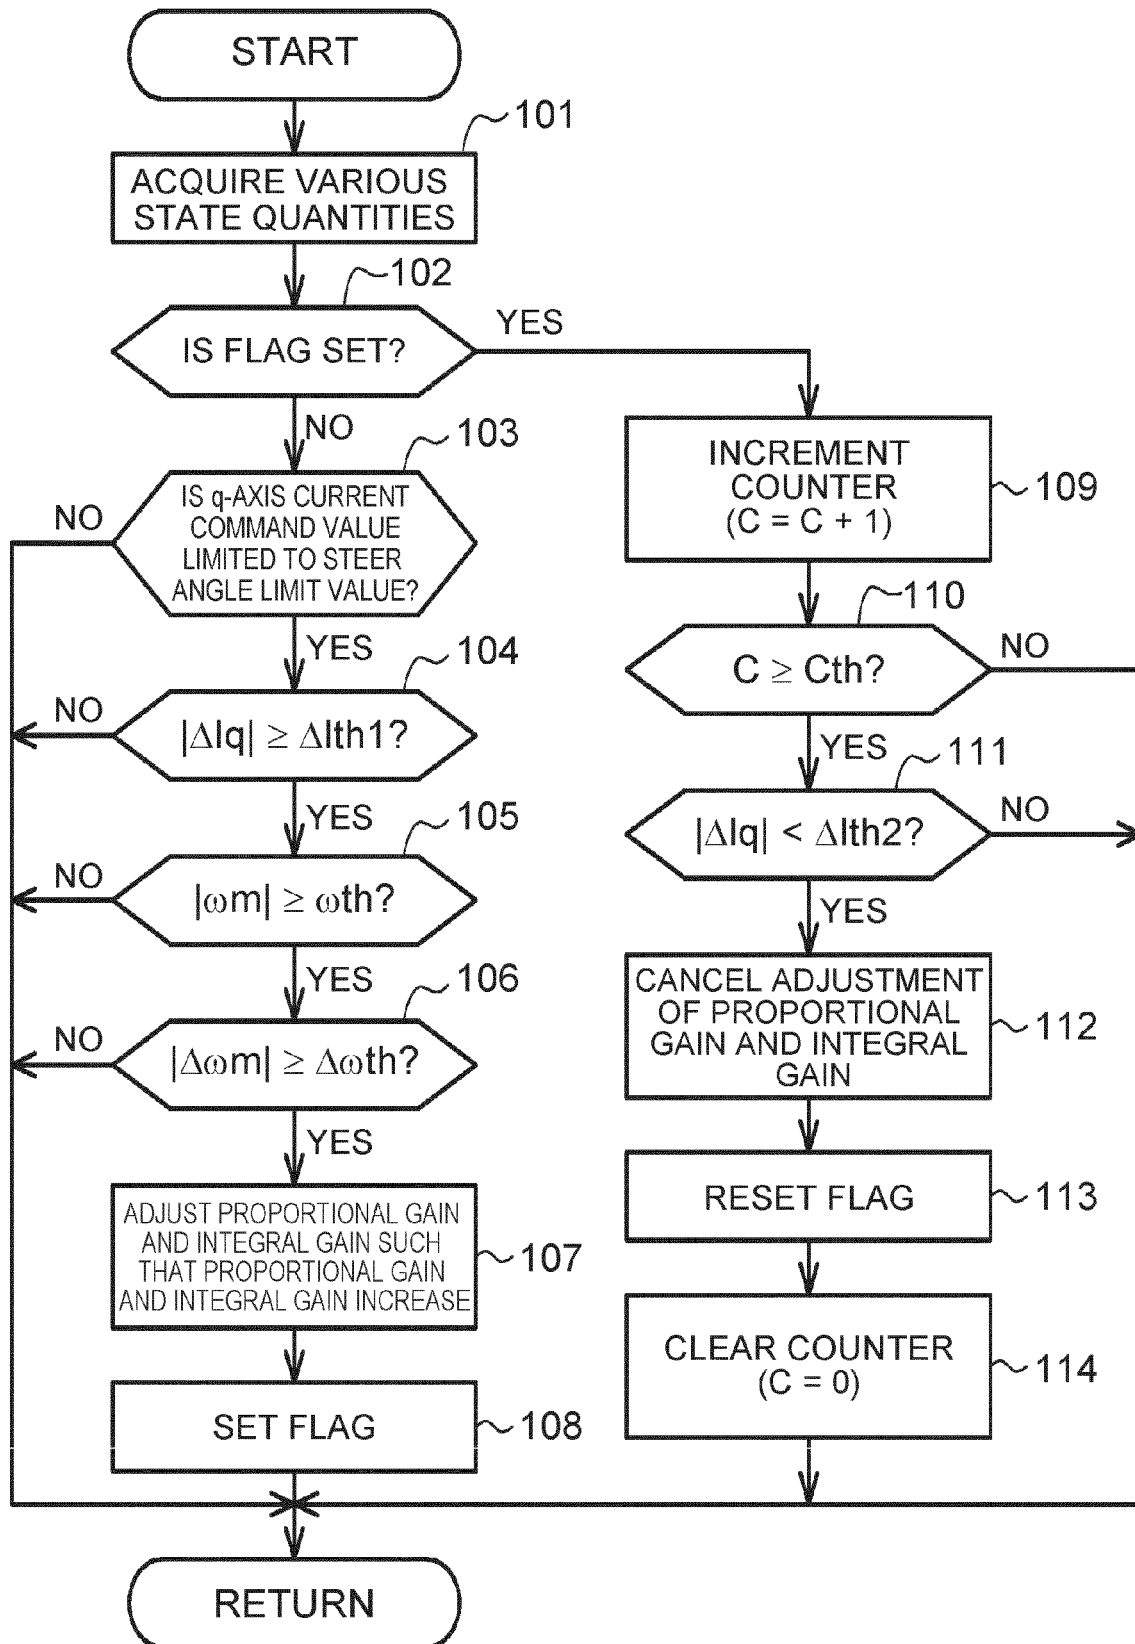 START
101
ACQUIRE VARIOUS
STATE QUANTITIES
102
IS FLAG SET?
YES
NO
103
IS q-AXIS CURRENT
COMMAND VALUE
LIMITED TO STEER
ANGLE LIMIT VALUE?
NO
YES
104
|ΔIq| ≥ ΔIth1?
NO
YES
105
|ωm| ≥ ωth?
NO
YES
106
|Δωm| ≥ Δωth?
NO
YES
ADJUST PROPORTIONAL GAIN
AND INTEGRAL GAIN SUCH
THAT PROPORTIONAL GAIN
AND INTEGRAL GAIN INCREASE
107
SET FLAG
108
INCREMENT
COUNTER
(C = C + 1)
109
110
C ≥ Cth?
NO
YES
111
|ΔIq| < ΔIth2?
NO
YES
CANCEL ADJUSTMENT
OF PROPORTIONAL
GAIN AND INTEGRAL
GAIN
112
RESET FLAG
113
CLEAR COUNTER
(C = 0)
114
RETURN